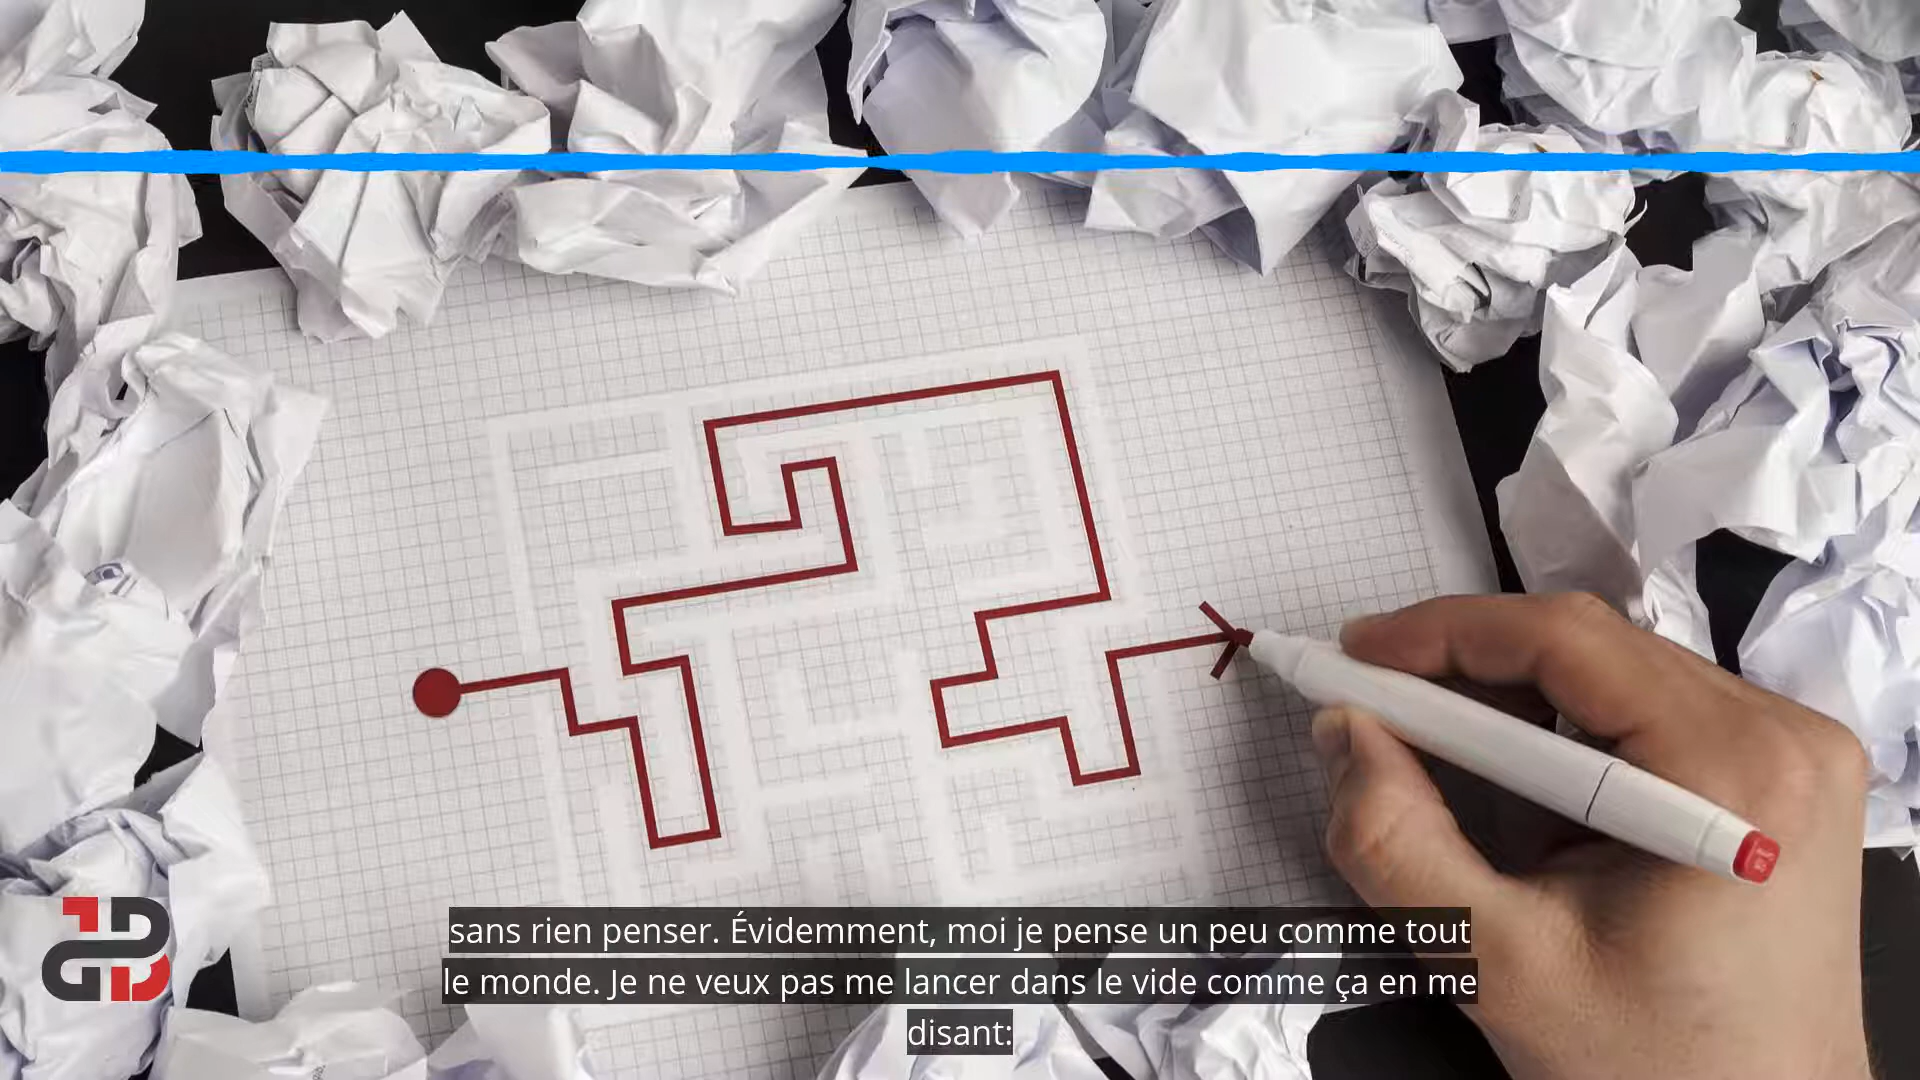 sans rien penser. Évidemment, moi je pense un peu comme tout
le monde. Je ne veux pas me lancer dans le vide comme ça en me
disant: